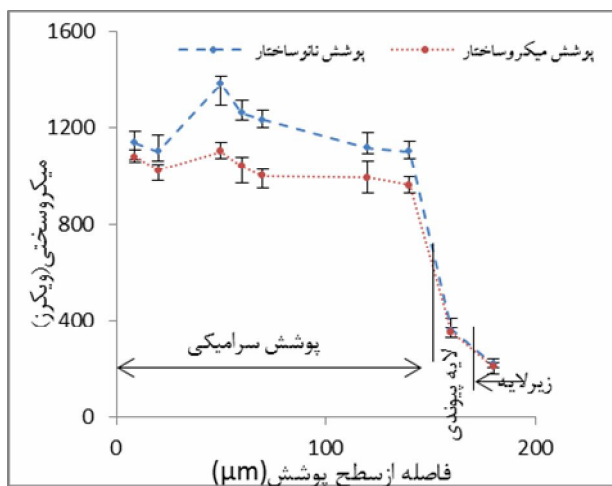 1600
1200
800
400
0
میکروسختی(ویکرز)
پوشش نانوساختار
پوشش میکروساختار
پوشش سرامیکی
لایه پیوندی
زیرلایه
0
100
200
فاصله ازسطح پوشش(μm)